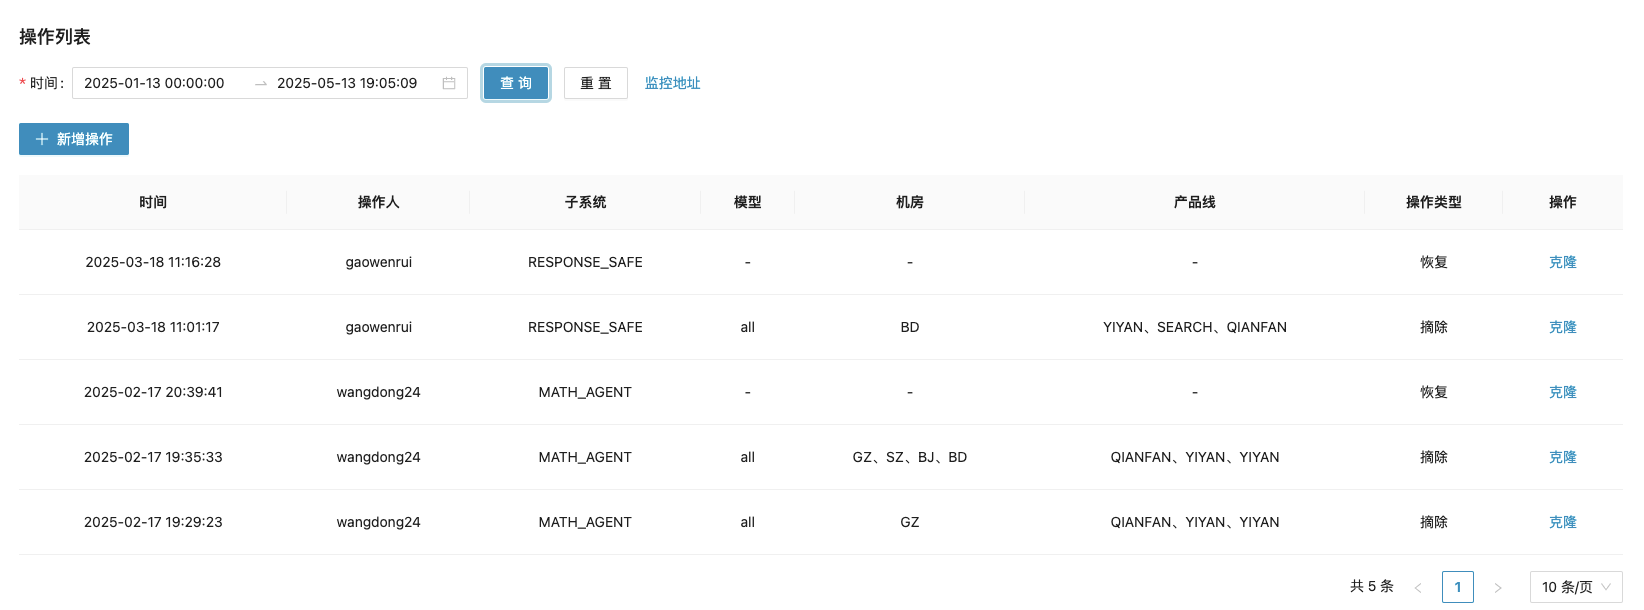 操作列表
* 时间: 2025-01-13 00:00:00 → 2025-05-13 19:05:09 查 询 重 置 监控地址
+ 新增操作
时间 操作人 子系统 模型 机房 产品线 操作类型 操作
2025-03-18 11:16:28 gaowenrui RESPONSE_SAFE - - - 恢复 克隆
2025-03-18 11:01:17 gaowenrui RESPONSE_SAFE all BD YIYAN、SEARCH、QIANFAN 摘除 克隆
2025-02-17 20:39:41 wangdong24 MATH_AGENT - - - 恢复 克隆
2025-02-17 19:35:33 wangdong24 MATH_AGENT all GZ、SZ、BJ、BD QIANFAN、YIYAN、YIYAN 摘除 克隆
2025-02-17 19:29:23 wangdong24 MATH_AGENT all GZ QIANFAN、YIYAN、YIYAN 摘除 克隆
共 5 条 < 1 > 10 条/页